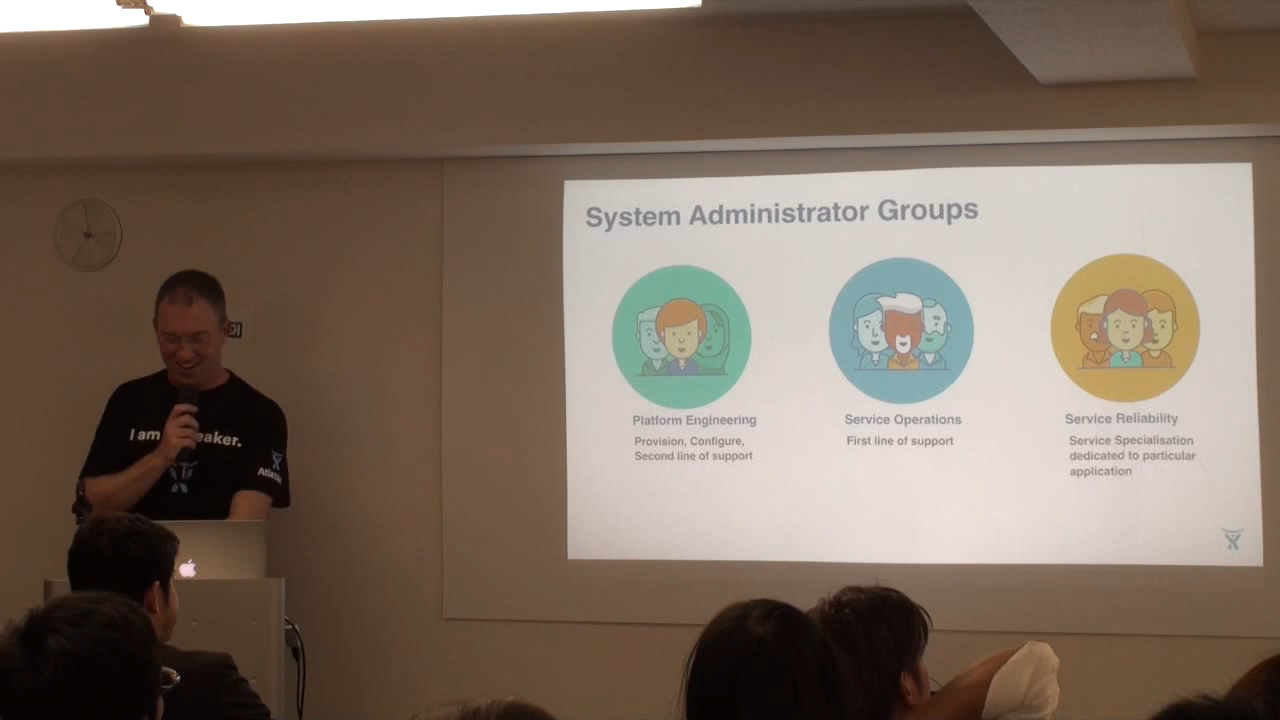 System Administrator Groups
Platform Engineering
Provision, Configure,
Second line of support
Service Operations
First line of support
Service Reliability
Service Specialisation
dedicated to particular
application
I am
eaker.